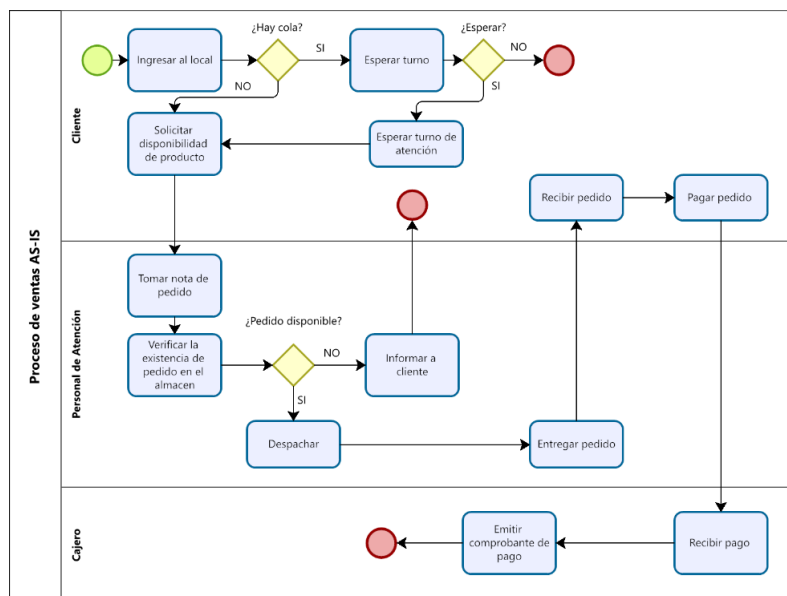 Proceso de ventas AS-IS
Cliente
¿Hay cola?
¿Esperar?
Ingresar al local
SI
Esperar turno
NO
NO
SI
Solicitar
disponibilidad
de producto
Esperar turno de
atención
Recibir pedido
Pagar pedido
Personal de Atención
Tomar nota de
pedido
¿Pedido disponible?
Verificar la
existencia de
pedido en el
almacen
NO
Informar a
cliente
SI
Despachar
Entregar pedido
Cajero
Emitir
comprobante de
pago
Recibir pago